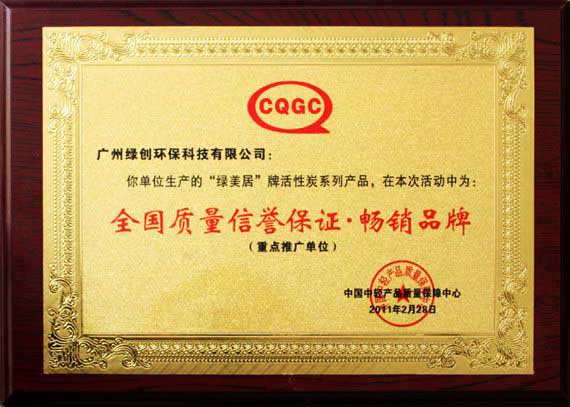 CQGC
广州绿创环保科技有限公司：
你单位生产的“绿美居”牌活性炭系列产品，在本次活动中为：
全国质量信誉保证·畅销品牌
（重点推广单位）
中国中轻产品质量保障中心
2011年2月28日